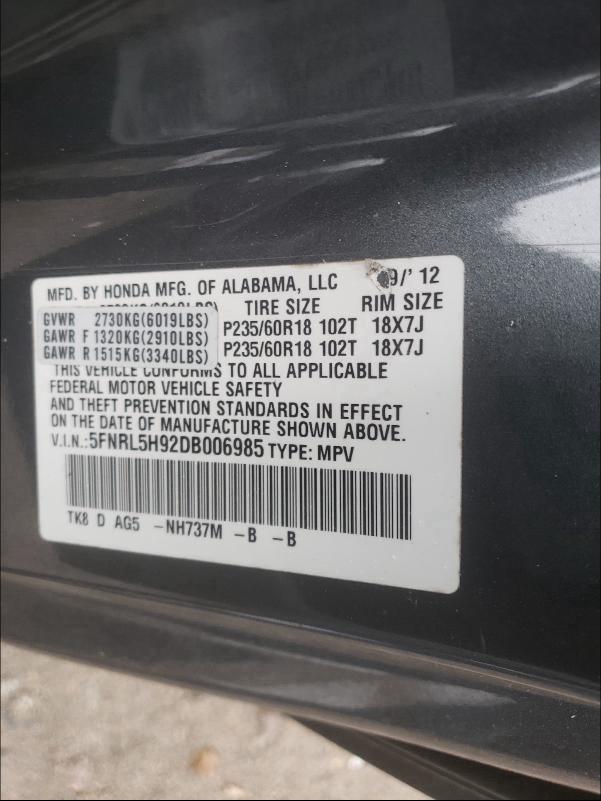 MFD. BY HONDA MFG. OF ALABAMA, LLC 9/' 12
TIRE SIZE RIM SIZE
GVWR 2730KG(6019LBS)
GAWR F 1320KG(2910LBS) P235/60R18 102T 18X7J
GAWR R 1515KG(3340LBS) P235/60R18 102T 18X7J
THIS VEHICLE CONFORMS TO ALL APPLICABLE
FEDERAL MOTOR VEHICLE SAFETY
AND THEFT PREVENTION STANDARDS IN EFFECT
ON THE DATE OF MANUFACTURE SHOWN ABOVE.
V.I.N.:5FNRL5H92DB006985 TYPE: MPV
TK8 D AG5 -NH737M -B -B